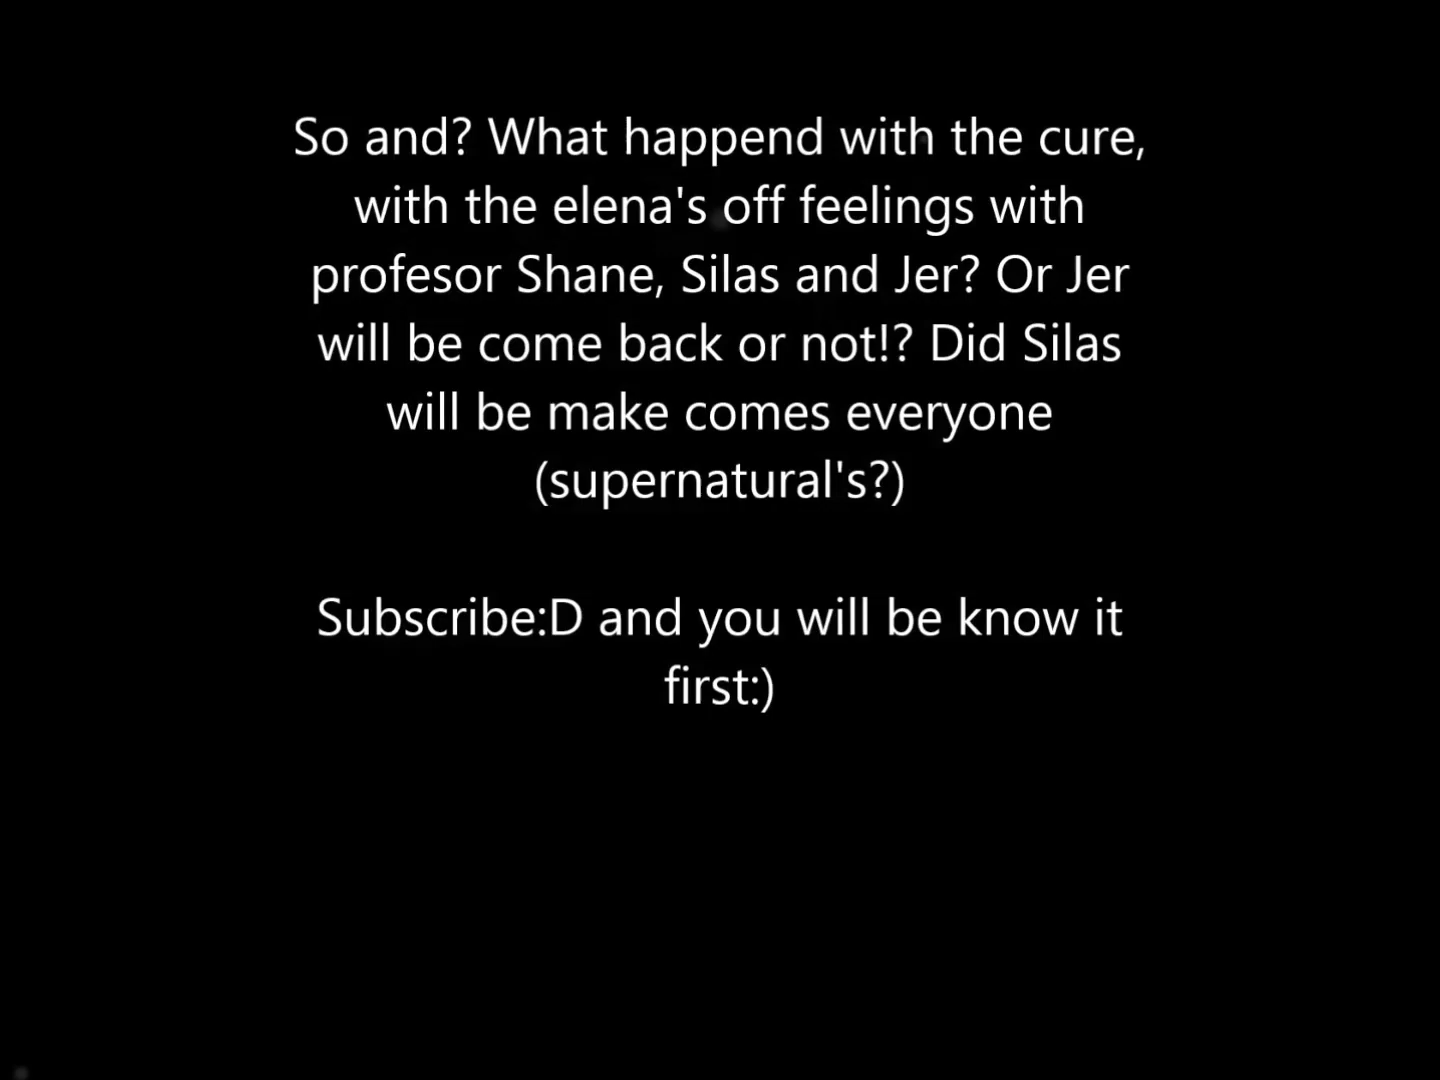 So and? What happend with the cure,
with the elena's off feelings with
profesor Shane, Silas and Jer? Or Jer
will be come back or not!? Did Silas
will be make comes everyone
(supernatural's?)
Subscribe:D and you will be know it
first:)